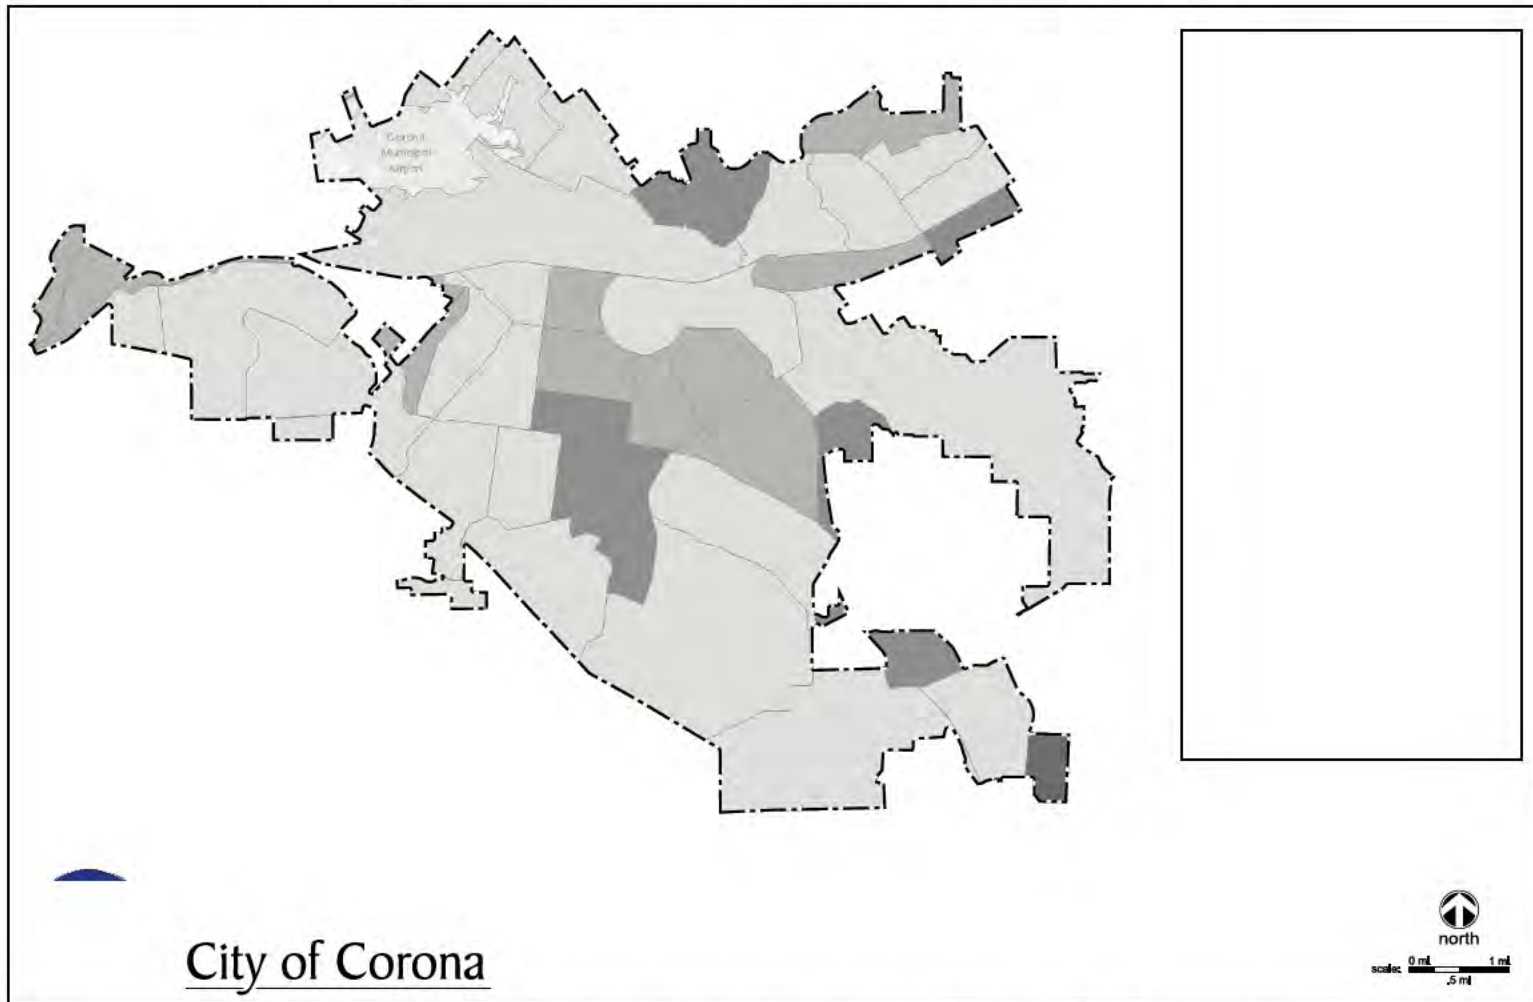 Corona
Municipal
Airport
City of Corona
north
scale: 0 mi. 1 mi.
.5 mi